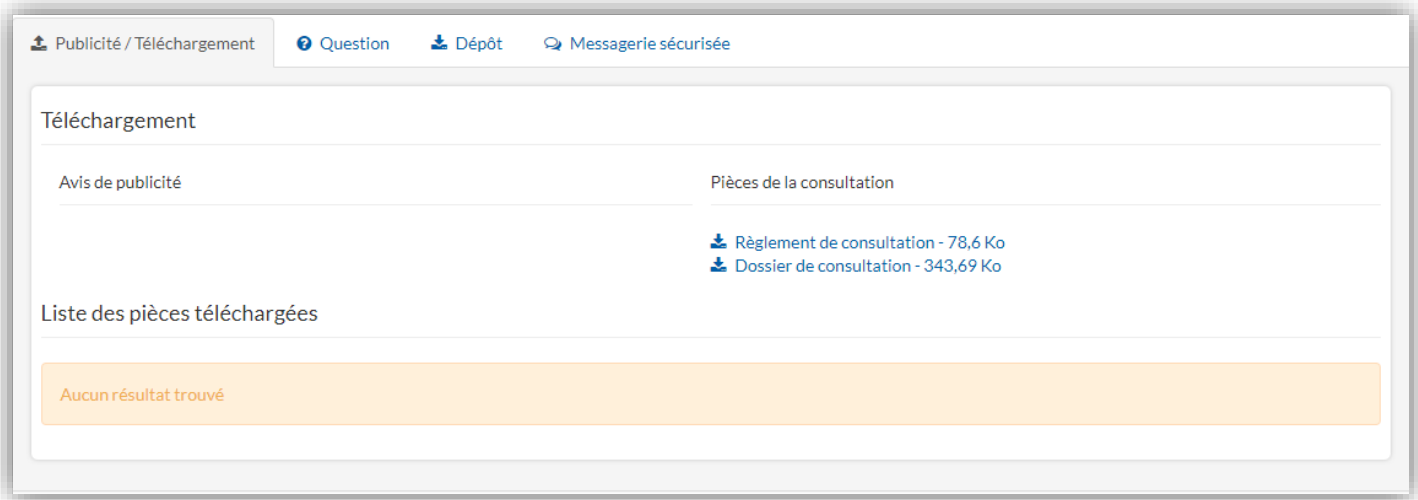 Publicité / Téléchargement Question Dépôt Messagerie sécurisée
Téléchargement
Avis de publicité Pièces de la consultation
Règlement de consultation - 78,6 Ko
Dossier de consultation - 343,69 Ko
Liste des pièces téléchargées
Aucun résultat trouvé